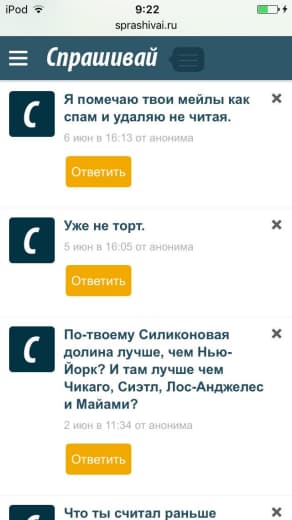 iPod 9:22
sprashivai.ru
Спрашивай
Я помечаю твои мейлы как
спам и удаляю не читая.
6 июн в 16:13 от анонима
Ответить
Уже не торт.
5 июн в 16:05 от анонима
Ответить
По-твоему Силиконовая
долина лучше, чем Нью-
Йорк? И там лучше чем
Чикаго, Сиэтл, Лос-Анджелес
и Майами?
2 июн в 11:34 от анонима
Ответить
Что ты считал раньше